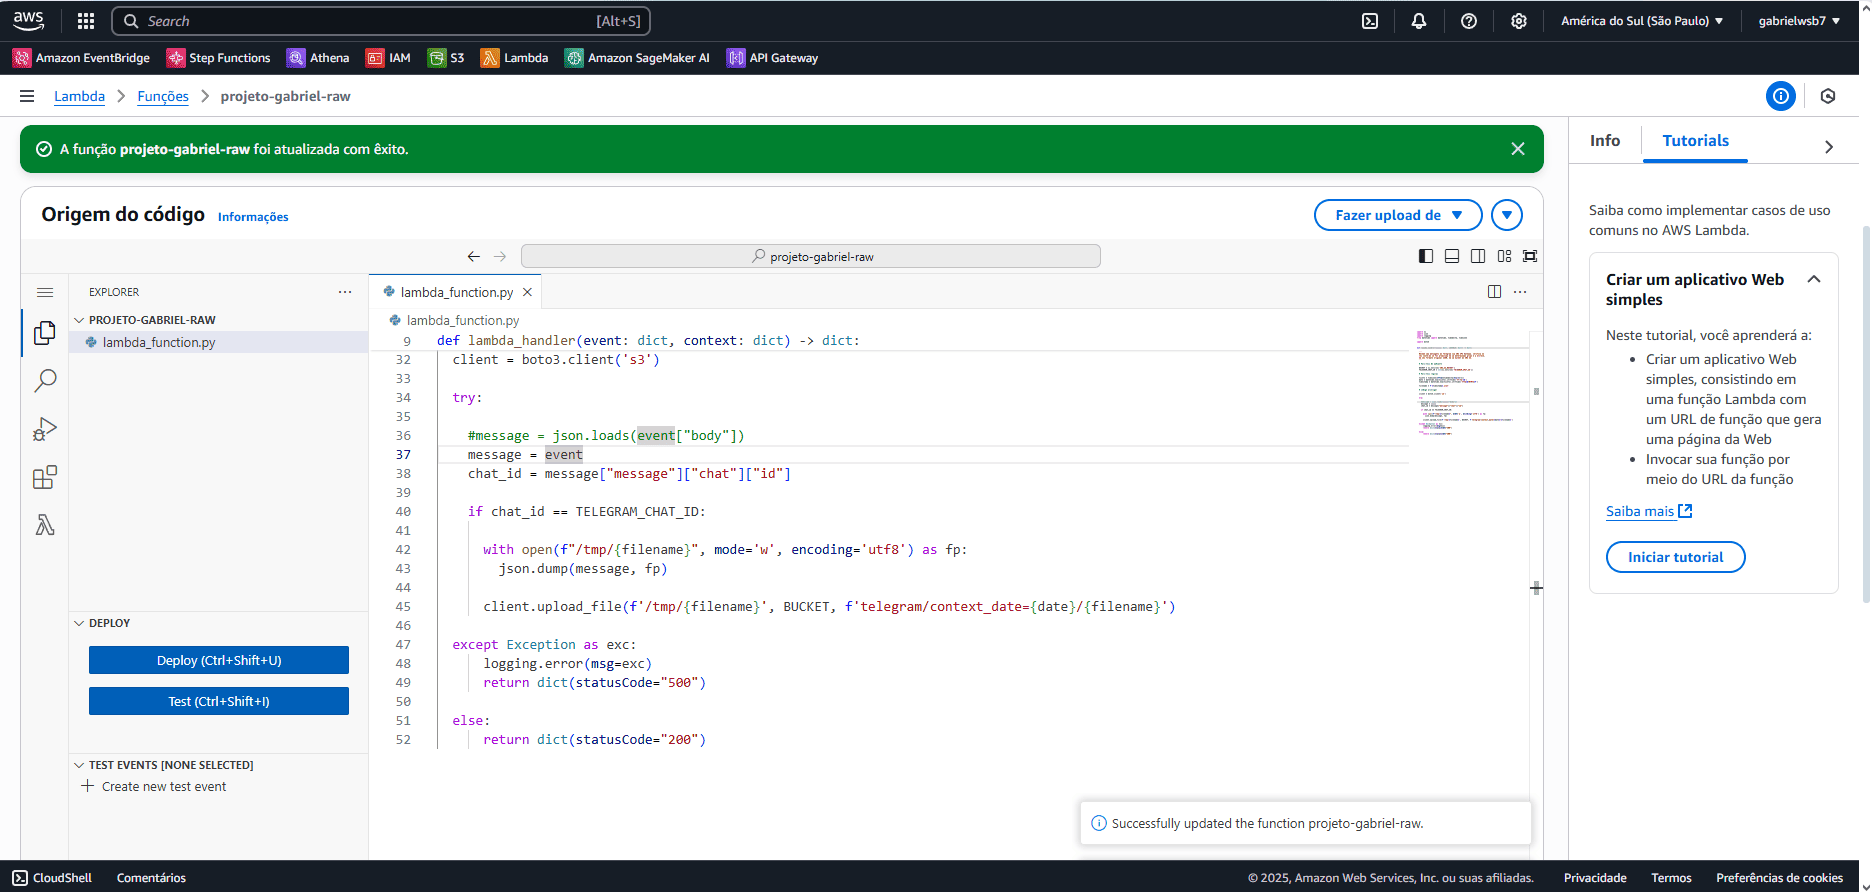 aws
Search [Alt+S]
América do Sul (São Paulo) ▼
gabrielwsb7 ▼
Amazon EventBridge
Step Functions
Athena
IAM
S3
Lambda
Amazon SageMaker AI
API Gateway
Lambda > Funções > projeto-gabriel-raw
A função projeto-gabriel-raw foi atualizada com êxito.
Origem do código Informações
Fazer upload de ▼
projeto-gabriel-raw
EXPLORER ...
PROJETO-GABRIEL-RAW
lambda_function.py
DEPLOY
Deploy (Ctrl+Shift+U)
Test (Ctrl+Shift+I)
TEST EVENTS [NONE SELECTED]
+ Create new test event
lambda_function.py ×
lambda_function.py
9 def lambda_handler(event: dict, context: dict) -> dict:
32 client = boto3.client('s3')
33
34 try:
35
36 #message = json.loads(event["body"])
37 message = event
38 chat_id = message["message"]["chat"]["id"]
39
40 if chat_id == TELEGRAM_CHAT_ID:
41
42 with open(f"/tmp/{filename}", mode='w', encoding='utf8') as fp:
43 json.dump(message, fp)
44
45 client.upload_file(f'/tmp/{filename}', BUCKET, f'telegram/context_date={date}/{filename}')
46
47 except Exception as exc:
48 logging.error(msg=exc)
49 return dict(statusCode="500")
50
51 else:
52 return dict(statusCode="200")
Successfully updated the function projeto-gabriel-raw.
Info
Tutorials
Saiba como implementar casos de uso
comuns no AWS Lambda.
Criar um aplicativo Web
simples
Neste tutorial, você aprenderá a:
• Criar um aplicativo Web
simples, consistindo em
uma função Lambda com
um URL de função que gera
uma página da Web
• Invocar sua função por
meio do URL da função
Saiba mais
Iniciar tutorial
CloudShell
Comentários
© 2025, Amazon Web Services, Inc. ou suas afiliadas.
Privacidade
Termos
Preferências de cookies